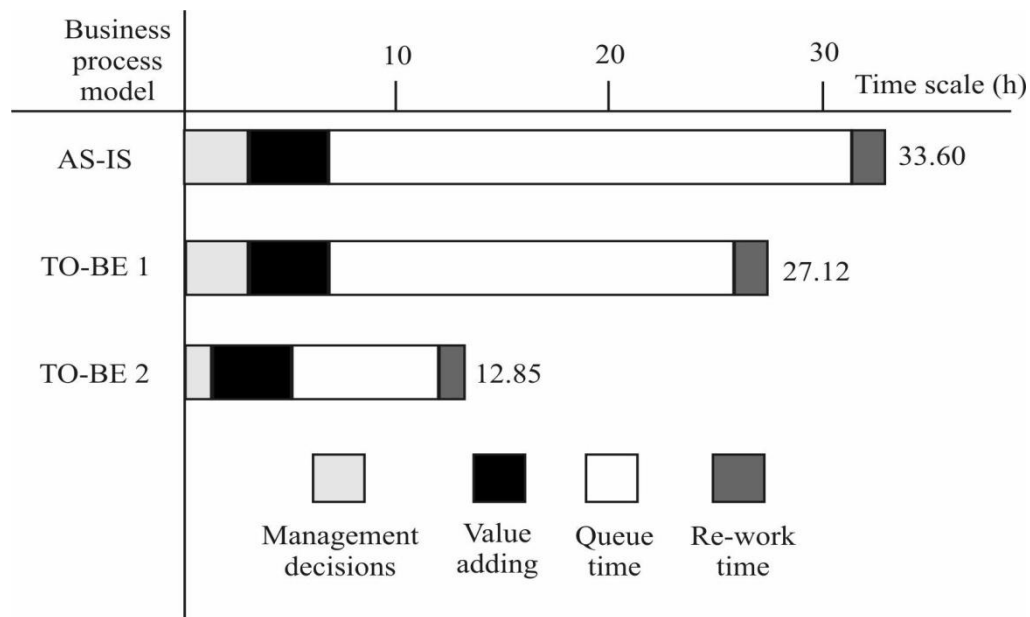 Business
process
model
10
20
30
Time scale (h)
AS-IS
33.60
TO-BE 1
27.12
TO-BE 2
12.85
Management
decisions
Value
adding
Queue
time
Re-work
time